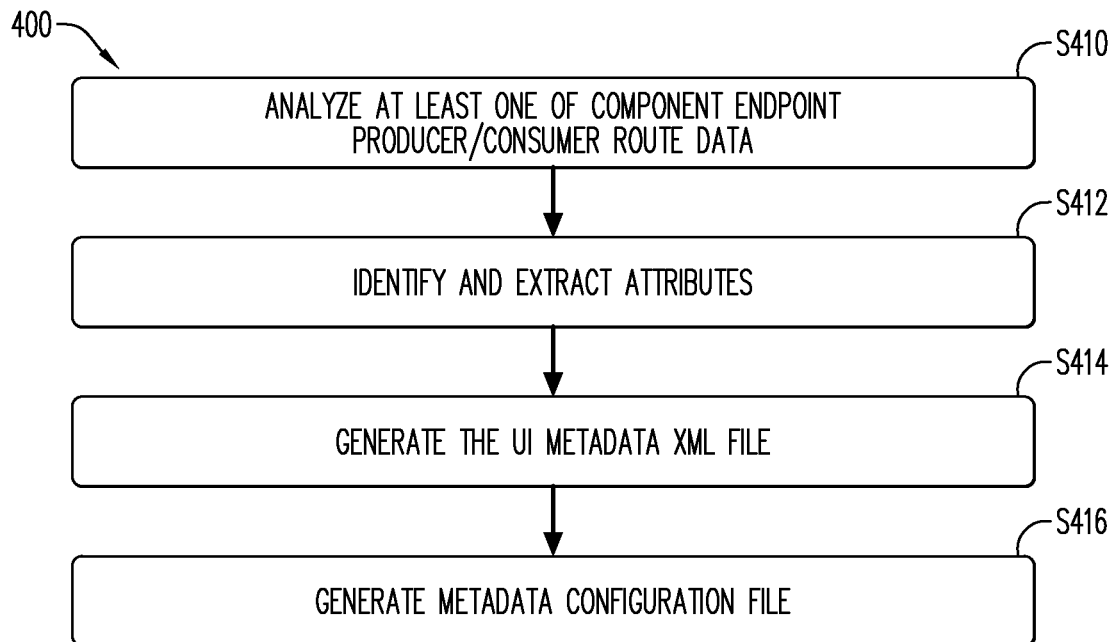 400
S410
ANALYZE AT LEAST ONE OF COMPONENT ENDPOINT
PRODUCER/CONSUMER ROUTE DATA
S412
IDENTIFY AND EXTRACT ATTRIBUTES
S414
GENERATE THE UI METADATA XML FILE
S416
GENERATE METADATA CONFIGURATION FILE